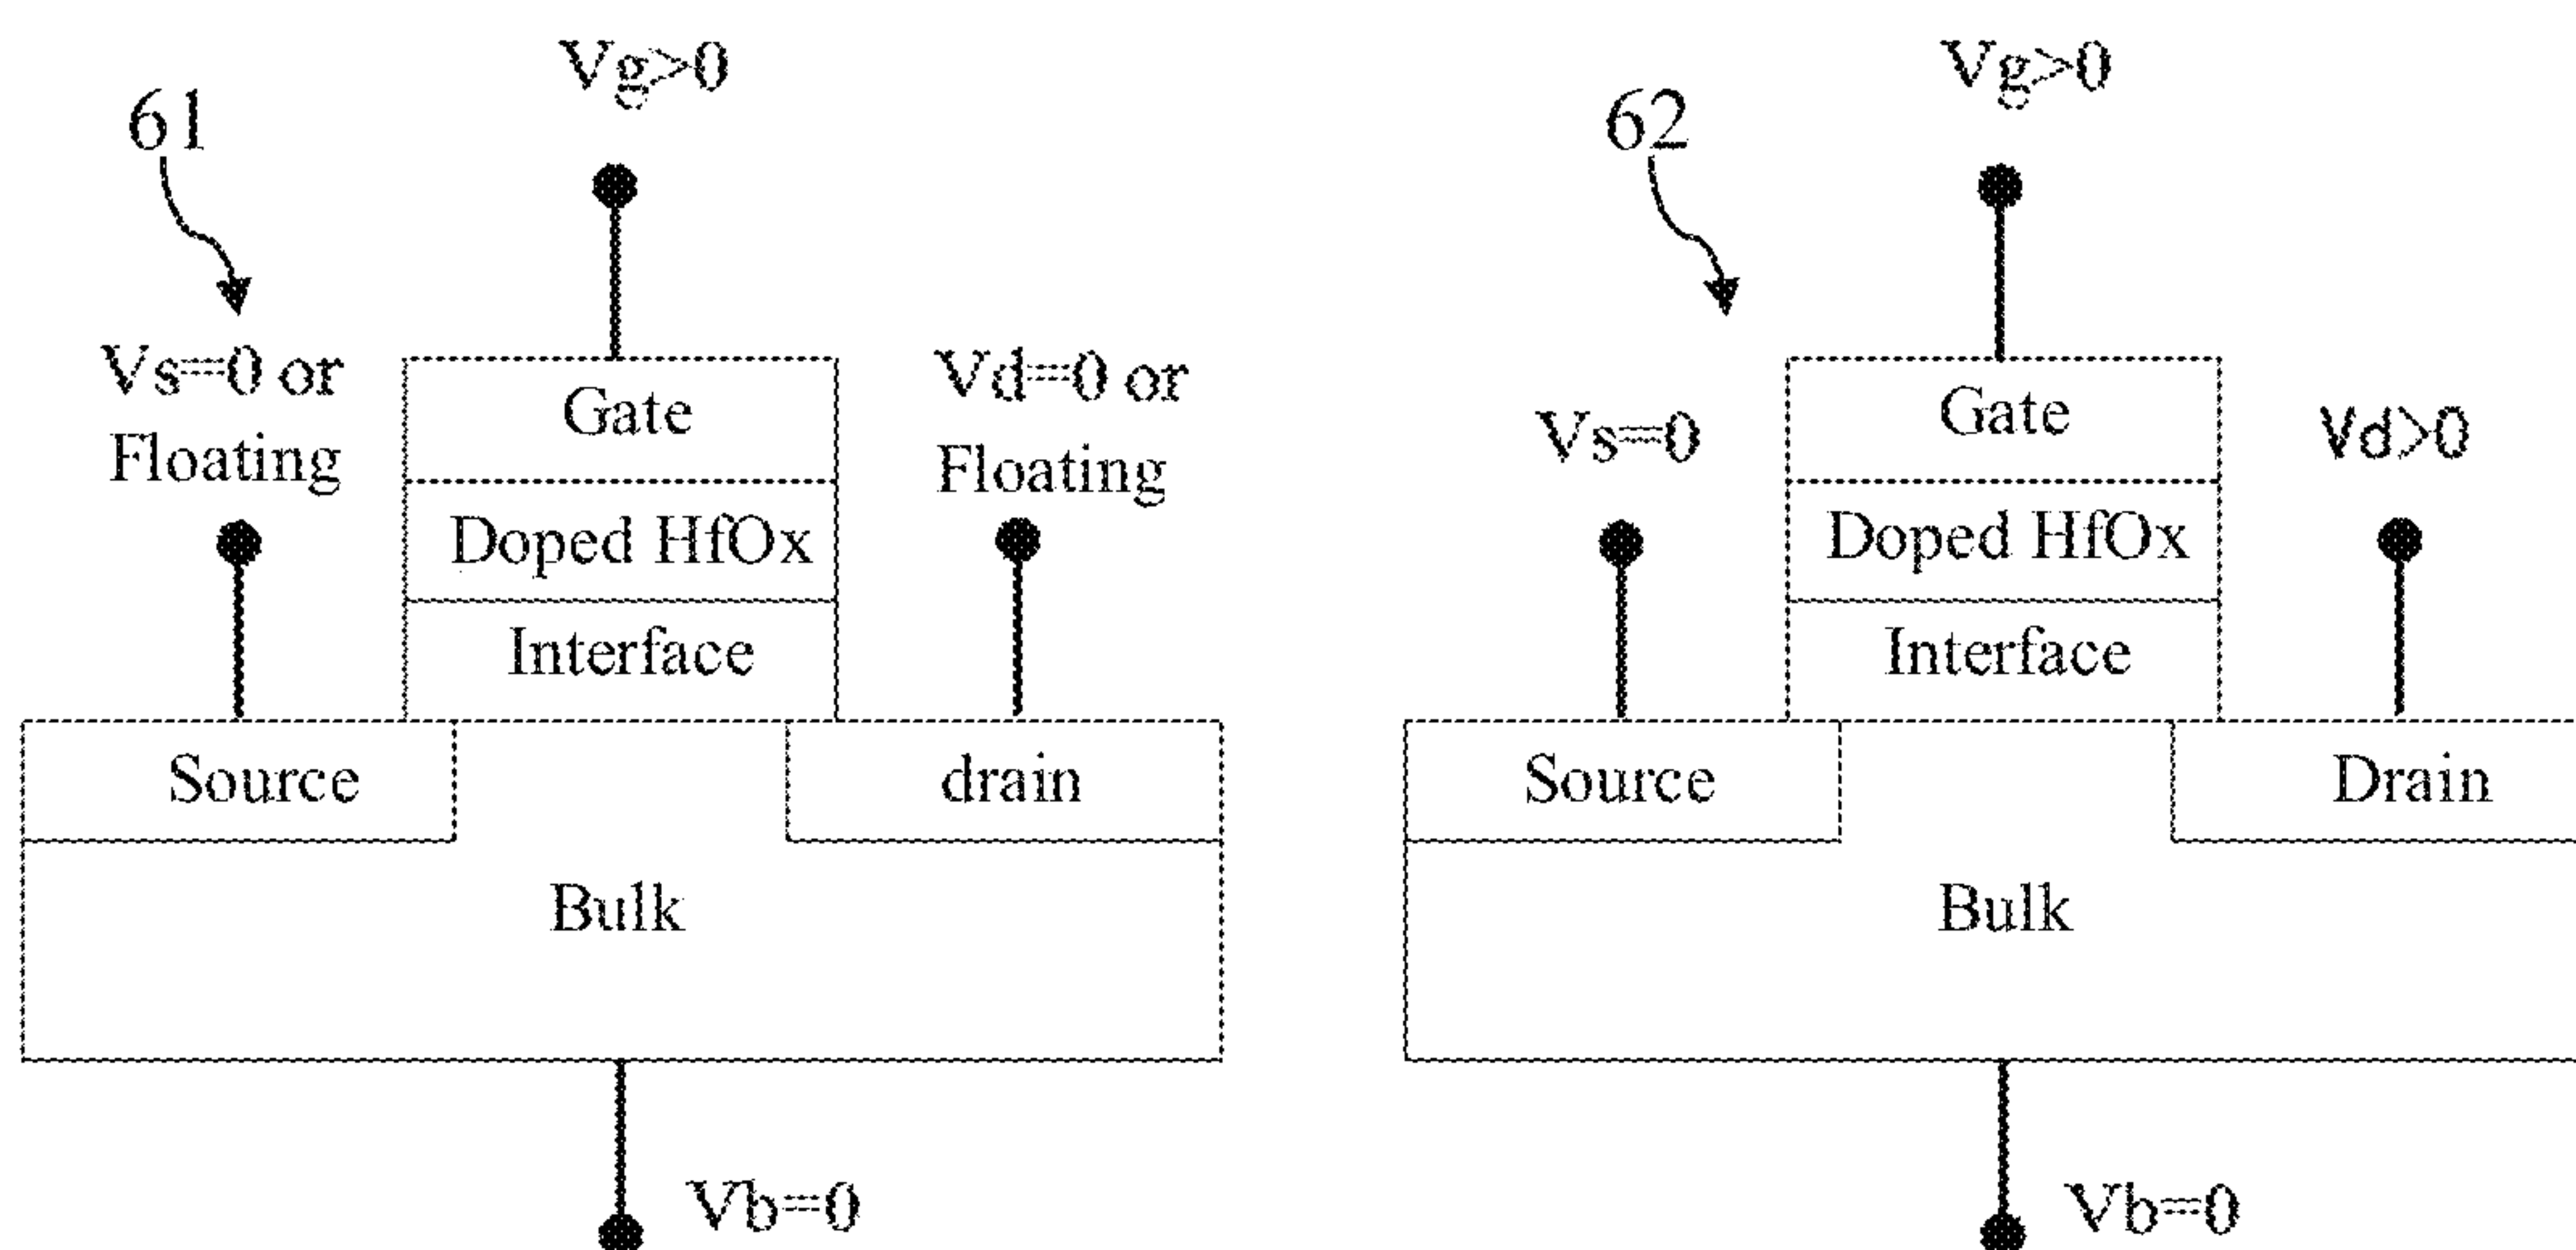 Vg>0
61
Vs=0 or
Floating
Vd=0 or
Floating
Gate
Doped HfOx
Interface
Source
drain
Bulk
Vb=0
Vg>0
62
Vs=0
Vd>0
Gate
Doped HfOx
Interface
Source
Drain
Bulk
Vb=0